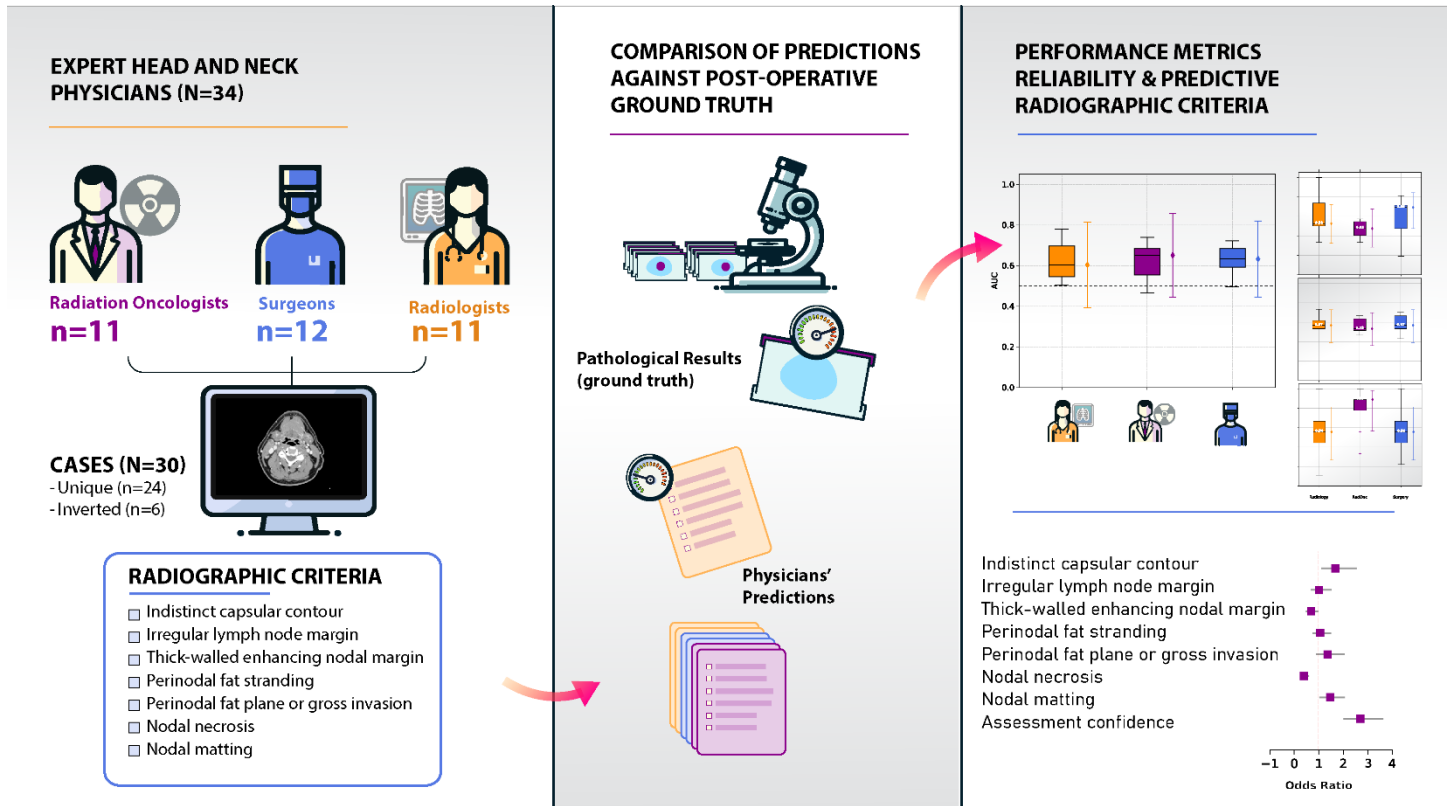 EXPERT HEAD AND NECK
PHYSICIANS (N=34)
Radiation Oncologists
n=11
Surgeons
n=12
Radiologists
n=11
CASES (N=30)
- Unique (n=24)
- Inverted (n=6)
RADIOGRAPHIC CRITERIA
Indistinct capsular contour
Irregular lymph node margin
Thick-walled enhancing nodal margin
Perinodal fat stranding
Perinodal fat plane or gross invasion
Nodal necrosis
Nodal matting
COMPARISON OF PREDICTIONS
AGAINST POST-OPERATIVE
GROUND TRUTH
Pathological Results
(ground truth)
Physicians'
Predictions
PERFORMANCE METRICS
RELIABILITY & PREDICTIVE
RADIOGRAPHIC CRITERIA
AUC
1.0
0.8
0.6
0.4
0.2
0.0
Radiology
RadOnc
Surgery
Indistinct capsular contour
Irregular lymph node margin
Thick-walled enhancing nodal margin
Perinodal fat stranding
Perinodal fat plane or gross invasion
Nodal necrosis
Nodal matting
Assessment confidence
−1 0 1 2 3 4
Odds Ratio